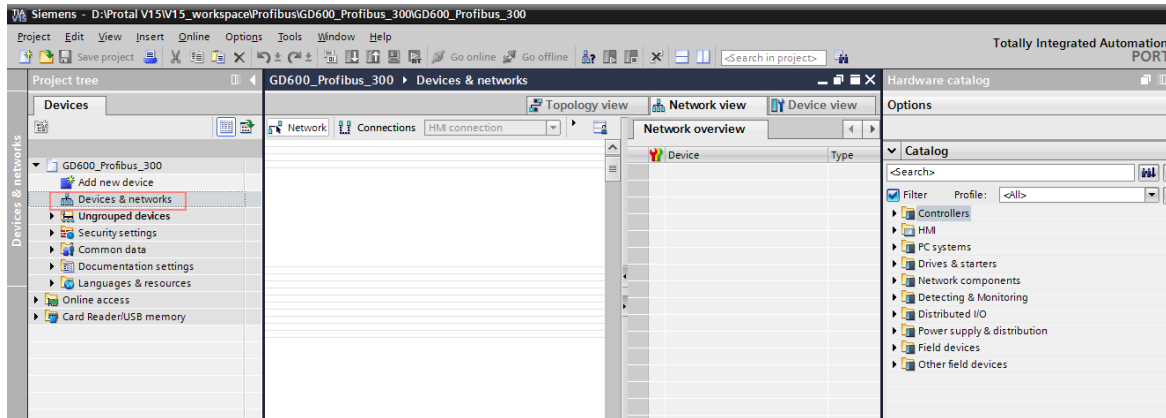 Siemens - D:\Protal V15\V15_workspace\Profibus\GD600_Profibus_300\GD600_Profibus_300
Project Edit View Insert Online Options Tools Window Help
Totally Integrated Automation
PORT
Save project
Go online
Go offline
<Search in project>
Project tree
Devices
Devices & networks
GD600_Profibus_300
Add new device
Devices & networks
Ungrouped devices
Security settings
Common data
Documentation settings
Languages & resources
Online access
Card Reader/USB memory
GD600_Profibus_300 Devices & networks
Topology view
Network view
Device view
Network
Connections
HMI connection
Network overview
Device
Type
Hardware catalog
Options
Catalog
<Search>
Filter
Profile:
<All>
Controllers
HMI
PC systems
Drives & starters
Network components
Detecting & Monitoring
Distributed I/O
Power supply & distribution
Field devices
Other field devices